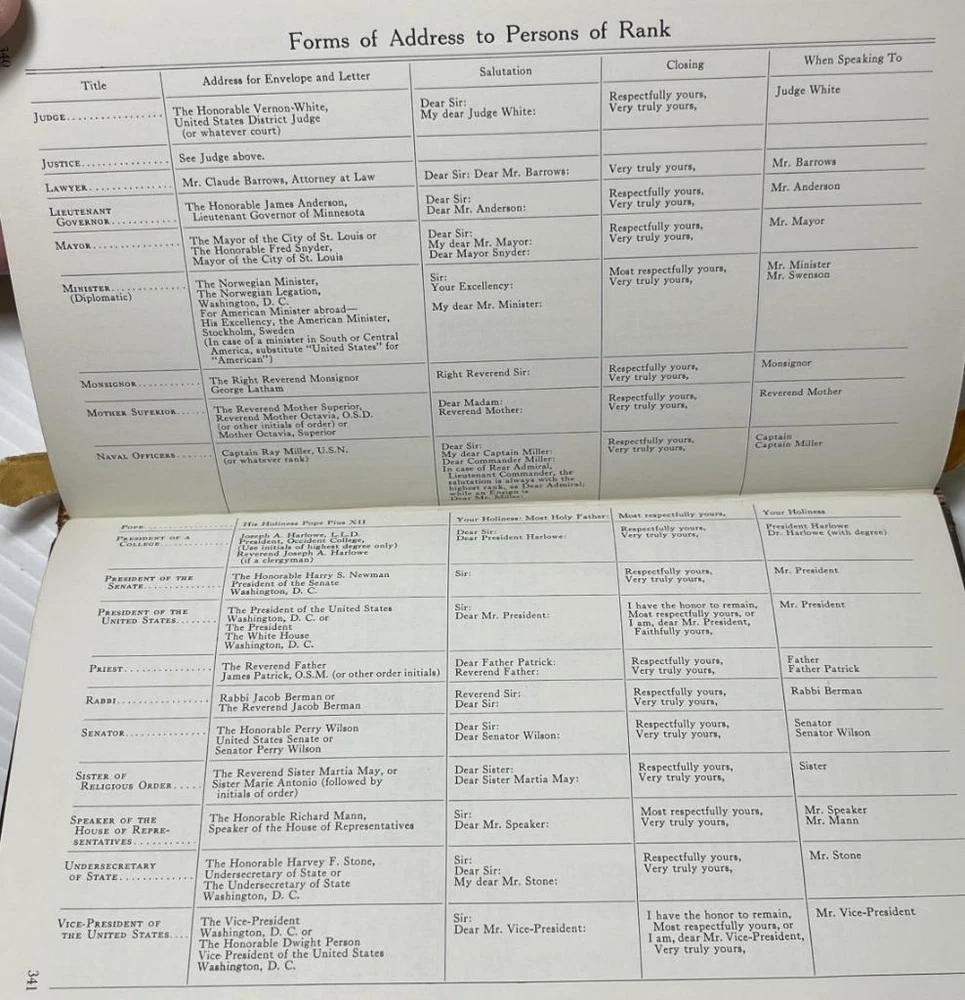 340
Forms of Address to Persons of Rank
Title Address for Envelope and Letter Salutation Closing When Speaking To
JUDGE................. The Honorable Vernon-White, Dear Sir: Respectfully yours, Judge White
United States District Judge My dear Judge White: Very truly yours,
(or whatever court)
JUSTICE................ See Judge above.
LAWYER............... Mr. Claude Barrows, Attorney at Law Dear Sir: Dear Mr. Barrows: Very truly yours, Mr. Barrows
LIEUTENANT The Honorable James Anderson, Dear Sir: Respectfully yours, Mr. Anderson
GOVERNOR........... Lieutenant Governor of Minnesota Dear Mr. Anderson: Very truly yours,
MAYOR............... The Mayor of the City of St. Louis or Dear Sir: Respectfully yours, Mr. Mayor
The Honorable Fred Snyder, My dear Mr. Mayor: Very truly yours,
Mayor of the City of St. Louis Dear Mayor Snyder:
MINISTER............. The Norwegian Minister, Sir: Most respectfully yours, Mr. Minister
(Diplomatic) The Norwegian Legation, Your Excellency: Very truly yours, Mr. Swenson
Washington, D. C.
For American Minister abroad— My dear Mr. Minister:
His Excellency, the American Minister,
Stockholm, Sweden
(In case of a minister in South or Central
America, substitute "United States" for
"American")
MONSIGNOR........... The Right Reverend Monsignor Right Reverend Sir: Respectfully yours, Monsignor
George Latham Very truly yours,
MOTHER SUPERIOR...... The Reverend Mother Superior, Dear Madam: Respectfully yours, Reverend Mother
Reverend Mother Octavia, O.S.D. Reverend Mother: Very truly yours,
(or other initials of order) or
Mother Octavia, Superior
NAVAL OFFICERS...... Captain Ray Miller, U.S.N. Dear Sir: Respectfully yours, Captain
(or whatever rank) My dear Captain Miller: Very truly yours, Captain Miller
Dear Commander Miller:
In case of Rear Admiral,
Lieutenant Commander, the
salutation is always with the
highest rank, as Dear Admiral;
while an Ensign is
Dear Mr. Miller:
POPE................. His Holiness Pope Pius XII Your Holiness: Most Holy Father: Most respectfully yours, Your Holiness
PRESIDENT OF A Joseph A. Harlowe, L.L.D. Dear Sir: Respectfully yours, President Harlowe
COLLEGE............. President, Occident College, Dear President Harlowe: Very truly yours, Dr. Harlowe (with degree)
(Use initials of highest degree only)
Reverend Joseph A. Harlowe
(if a clergyman)
PRESIDENT OF THE The Honorable Harry S. Newman Sir: Respectfully yours, Mr. President
SENATE.............. President of the Senate Very truly yours,
Washington, D. C.
PRESIDENT OF THE The President of the United States Sir: I have the honor to remain, Mr. President
UNITED STATES....... Washington, D. C. or Dear Mr. President: Most respectfully yours, or
The President I am, dear Mr. President,
The White House Faithfully yours,
Washington, D. C.
PRIEST............... The Reverend Father Dear Father Patrick: Respectfully yours, Father
James Patrick, O.S.M. (or other order initials) Reverend Father: Very truly yours, Father Patrick
RABBI................ Rabbi Jacob Berman or Reverend Sir: Respectfully yours, Rabbi Berman
The Reverend Jacob Berman Dear Sir: Very truly yours,
SENATOR.............. The Honorable Perry Wilson Dear Sir: Respectfully yours, Senator
United States Senate or Dear Senator Wilson: Very truly yours, Senator Wilson
Senator Perry Wilson
SISTER OF The Reverend Sister Martia May, or Dear Sister: Respectfully yours, Sister
RELIGIOUS ORDER..... Sister Marie Antonio (followed by Dear Sister Martia May: Very truly yours,
initials of order)
SPEAKER OF THE The Honorable Richard Mann, Sir: Most respectfully yours, Mr. Speaker
HOUSE OF REPRE- Speaker of the House of Representatives Dear Mr. Speaker: Very truly yours, Mr. Mann
SENTATIVES...........
UNDERSECRETARY The Honorable Harvey F. Stone, Sir: Respectfully yours, Mr. Stone
OF STATE............. Undersecretary of State or Dear Sir: Very truly yours,
The Undersecretary of State My dear Mr. Stone:
Washington, D. C.
VICE-PRESIDENT OF The Vice-President Sir: I have the honor to remain, Mr. Vice-President
THE UNITED STATES.... Washington, D. C. or Dear Mr. Vice-President: Most respectfully yours, or
The Honorable Dwight Person I am, dear Mr. Vice-President,
Vice President of the United States Very truly yours,
Washington, D. C.
341